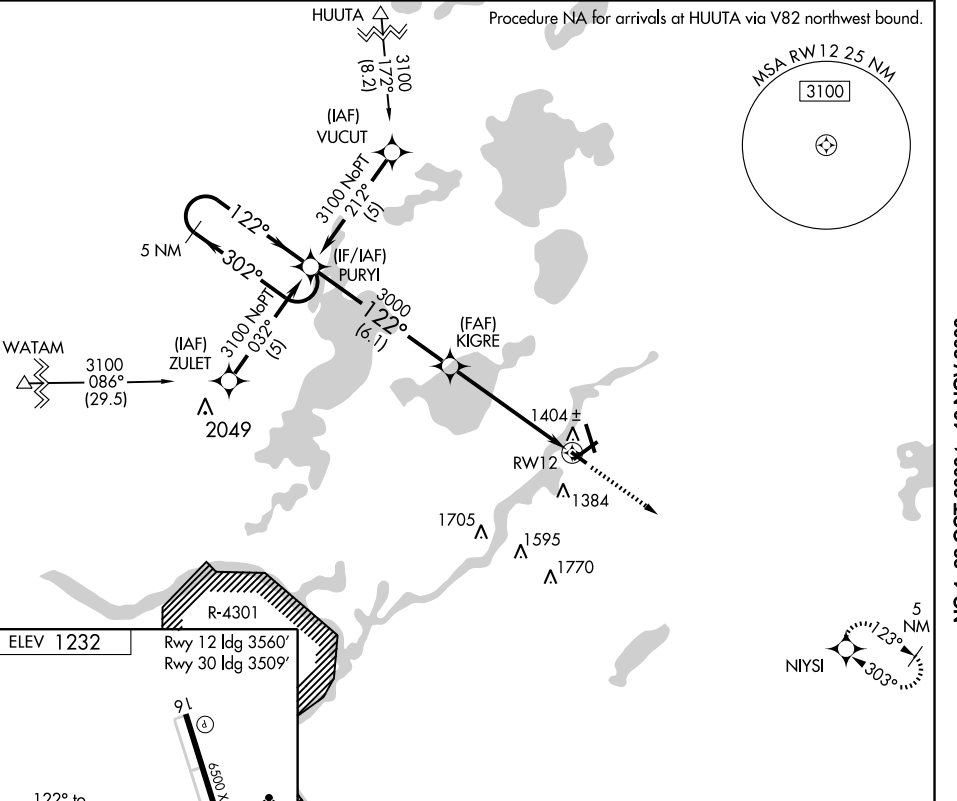 HUUTA
Procedure NA for arrivals at HUUTA via V82 northwest bound.
3100
172°
(8.2)
MSA RW12 25 NM
3100
(IAF)
VUCUT
3100 NoPT
212°
(5)
122°
5 NM
302°
(IF/IAF)
PURYI
3000
122°
(6.1)
(FAF)
KIGRE
WATAM
3100
086°
(29.5)
(IAF)
ZULET
3100 NoPT
032°
(5)
2049
1404 ±
RW12
1384
1705
1595
1770
R-4301
5
NM
123°
303°
NIYSI
ELEV 1232
Rwy 12 ldg 3560'
Rwy 30 ldg 3509'
16
P
6500 X
122° to